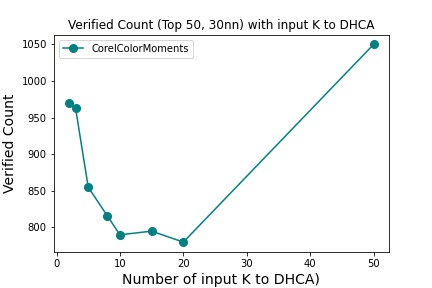 Verified Count (Top 50, 30nn) with input K to DHCA
CorelColorMoments
1050
1000
950
900
850
800
Verified Count
0 10 20 30 40 50
Number of input K to DHCA)